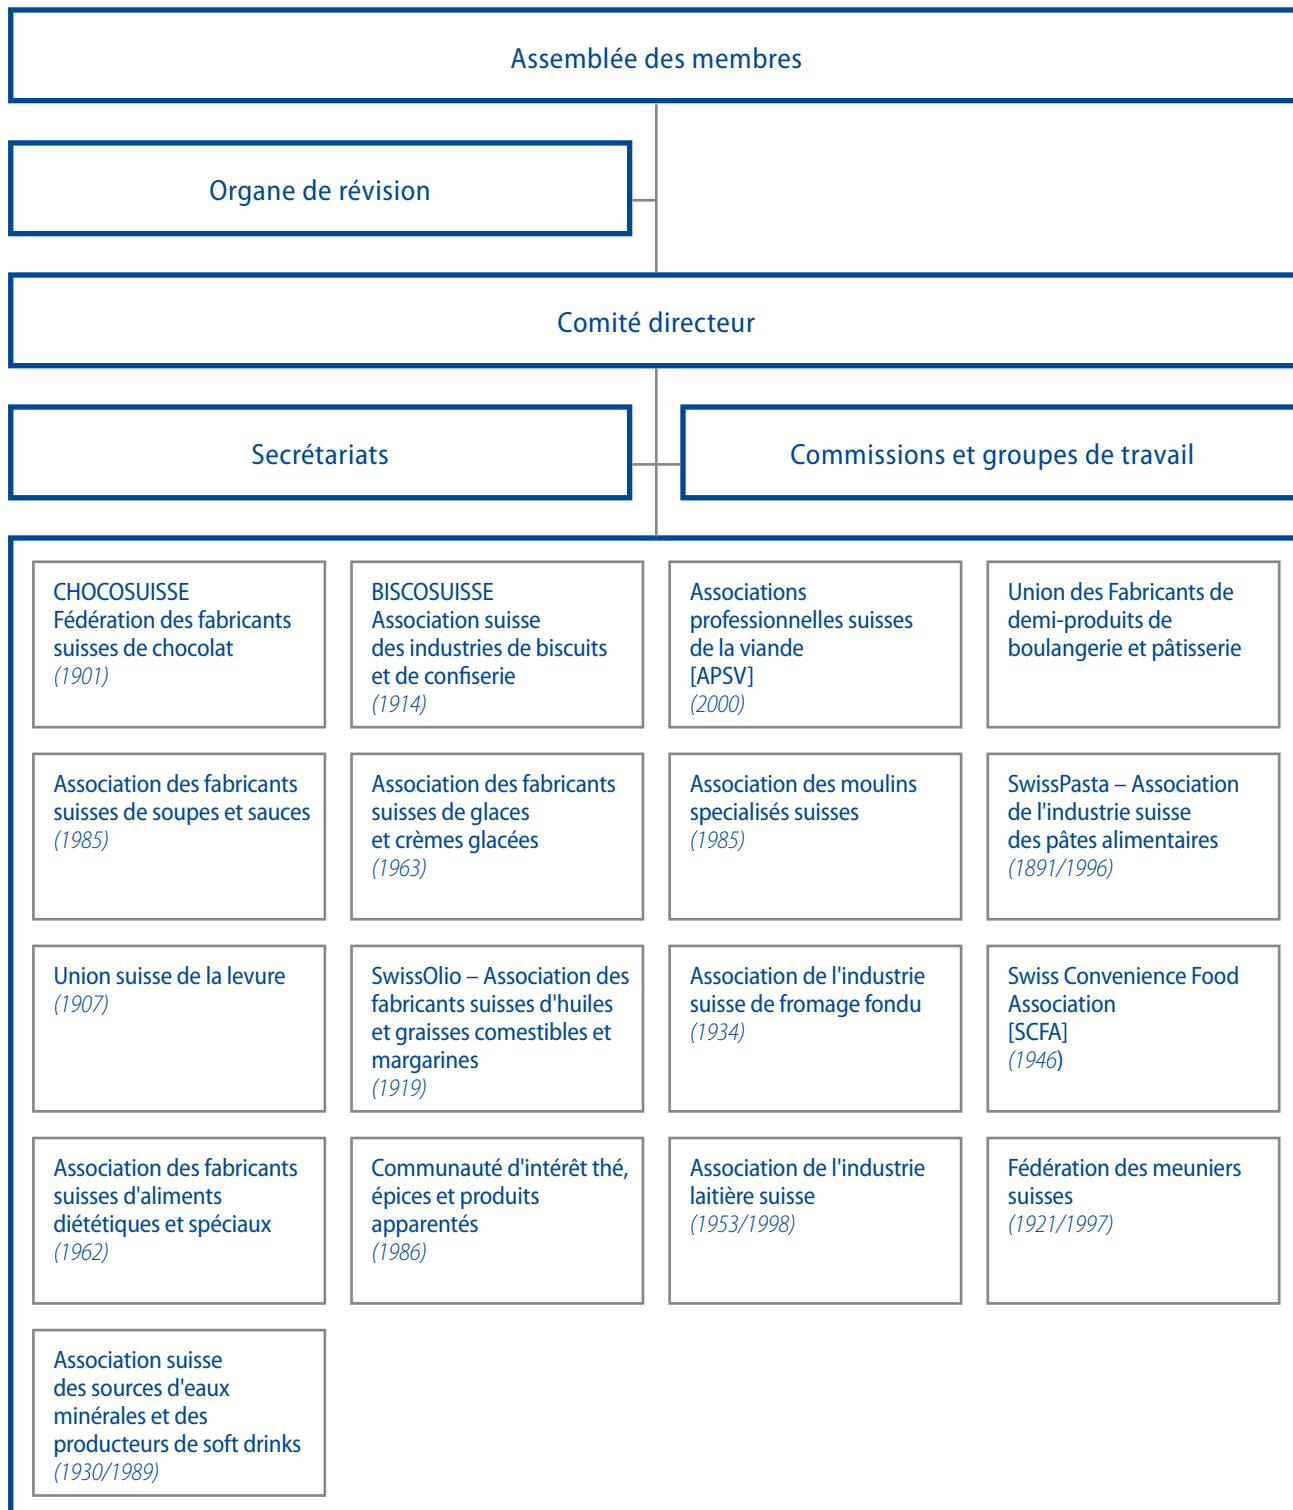 Assemblée des membres
Organe de révision
Comité directeur
Secrétariats
Commissions et groupes de travail
CHOCOSUISSE
Fédération des fabricants
suisses de chocolat
(1901)
BISCOSUISSE
Association suisse
des industries de biscuits
et de confiserie
(1914)
Associations
professionnelles suisses
de la viande
[APSV]
(2000)
Union des Fabricants de
demi-produits de
boulangerie et pâtisserie
Association des fabricants
suisses de soupes et sauces
(1985)
Association des fabricants
suisses de glaces
et crèmes glacées
(1963)
Association des moulins
specialisés suisses
(1985)
SwissPasta – Association
de l'industrie suisse
des pâtes alimentaires
(1891/1996)
Union suisse de la levure
(1907)
SwissOlio – Association des
fabricants suisses d'huiles
et graisses comestibles et
margarines
(1919)
Association de l'industrie
suisse de fromage fondu
(1934)
Swiss Convenience Food
Association
[SCFA]
(1946)
Association des fabricants
suisses d'aliments
diététiques et spéciaux
(1962)
Communauté d'intérêt thé,
épices et produits
apparentés
(1986)
Association de l'industrie
laitière suisse
(1953/1998)
Fédération des meuniers
suisses
(1921/1997)
Association suisse
des sources d'eaux
minérales et des
producteurs de soft drinks
(1930/1989)